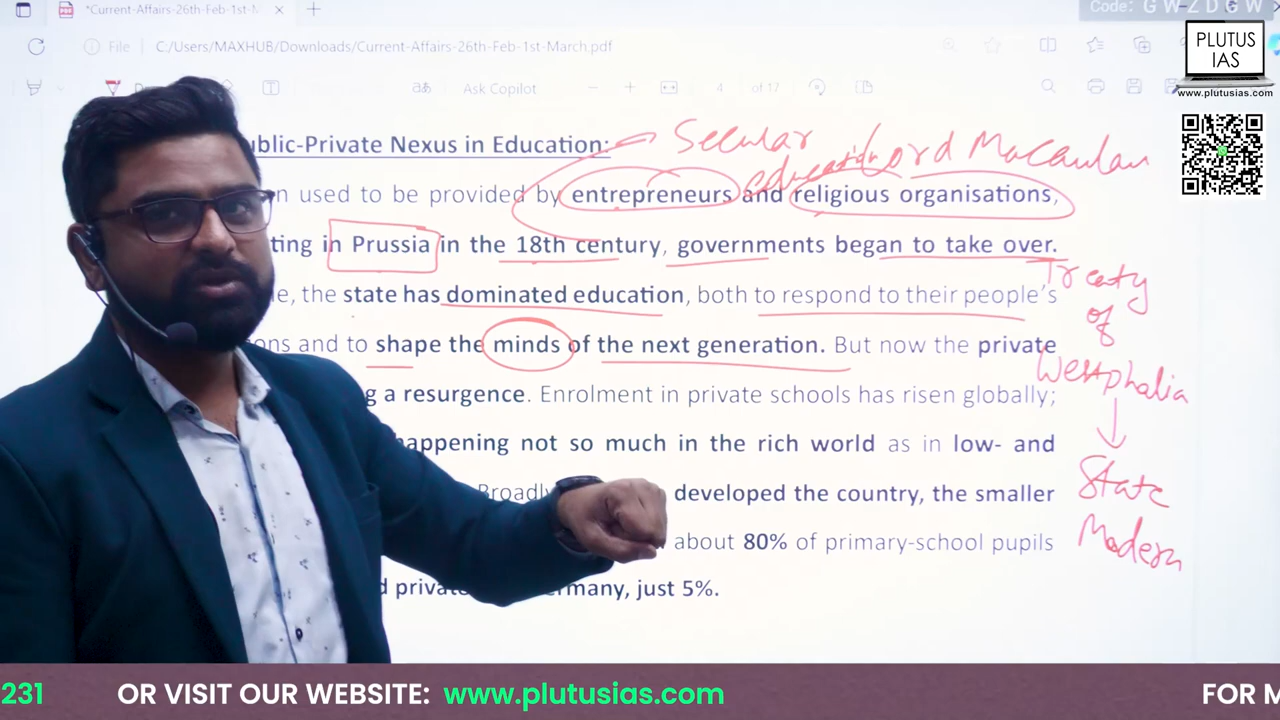 *Current-Affairs-26th-Feb-1st-M
Code: G W Z D G W
File
C:/Users/MAXHUB/Downloads/Current-Affairs-26th-Feb-1st-March.pdf
PLUTUS
IAS
www.plutusias.com
Ask Copilot
4
of 17
ublic-Private Nexus in Education:
Secular
education
Lord Macaulay
n used to be provided by entrepreneurs and religious organisations,
ting in Prussia in the 18th century, governments began to take over.
e, the state has dominated education, both to respond to their people's
ons and to shape the minds of the next generation. But now the private
g a resurgence. Enrolment in private schools has risen globally;
happening not so much in the rich world as in low- and
Broadly developed the country, the smaller
about 80% of primary-school pupils
d privat rmany, just 5%.
Treaty
of
Westphalia
State
Modern
231 OR VISIT OUR WEBSITE: www.plutusias.com FOR M